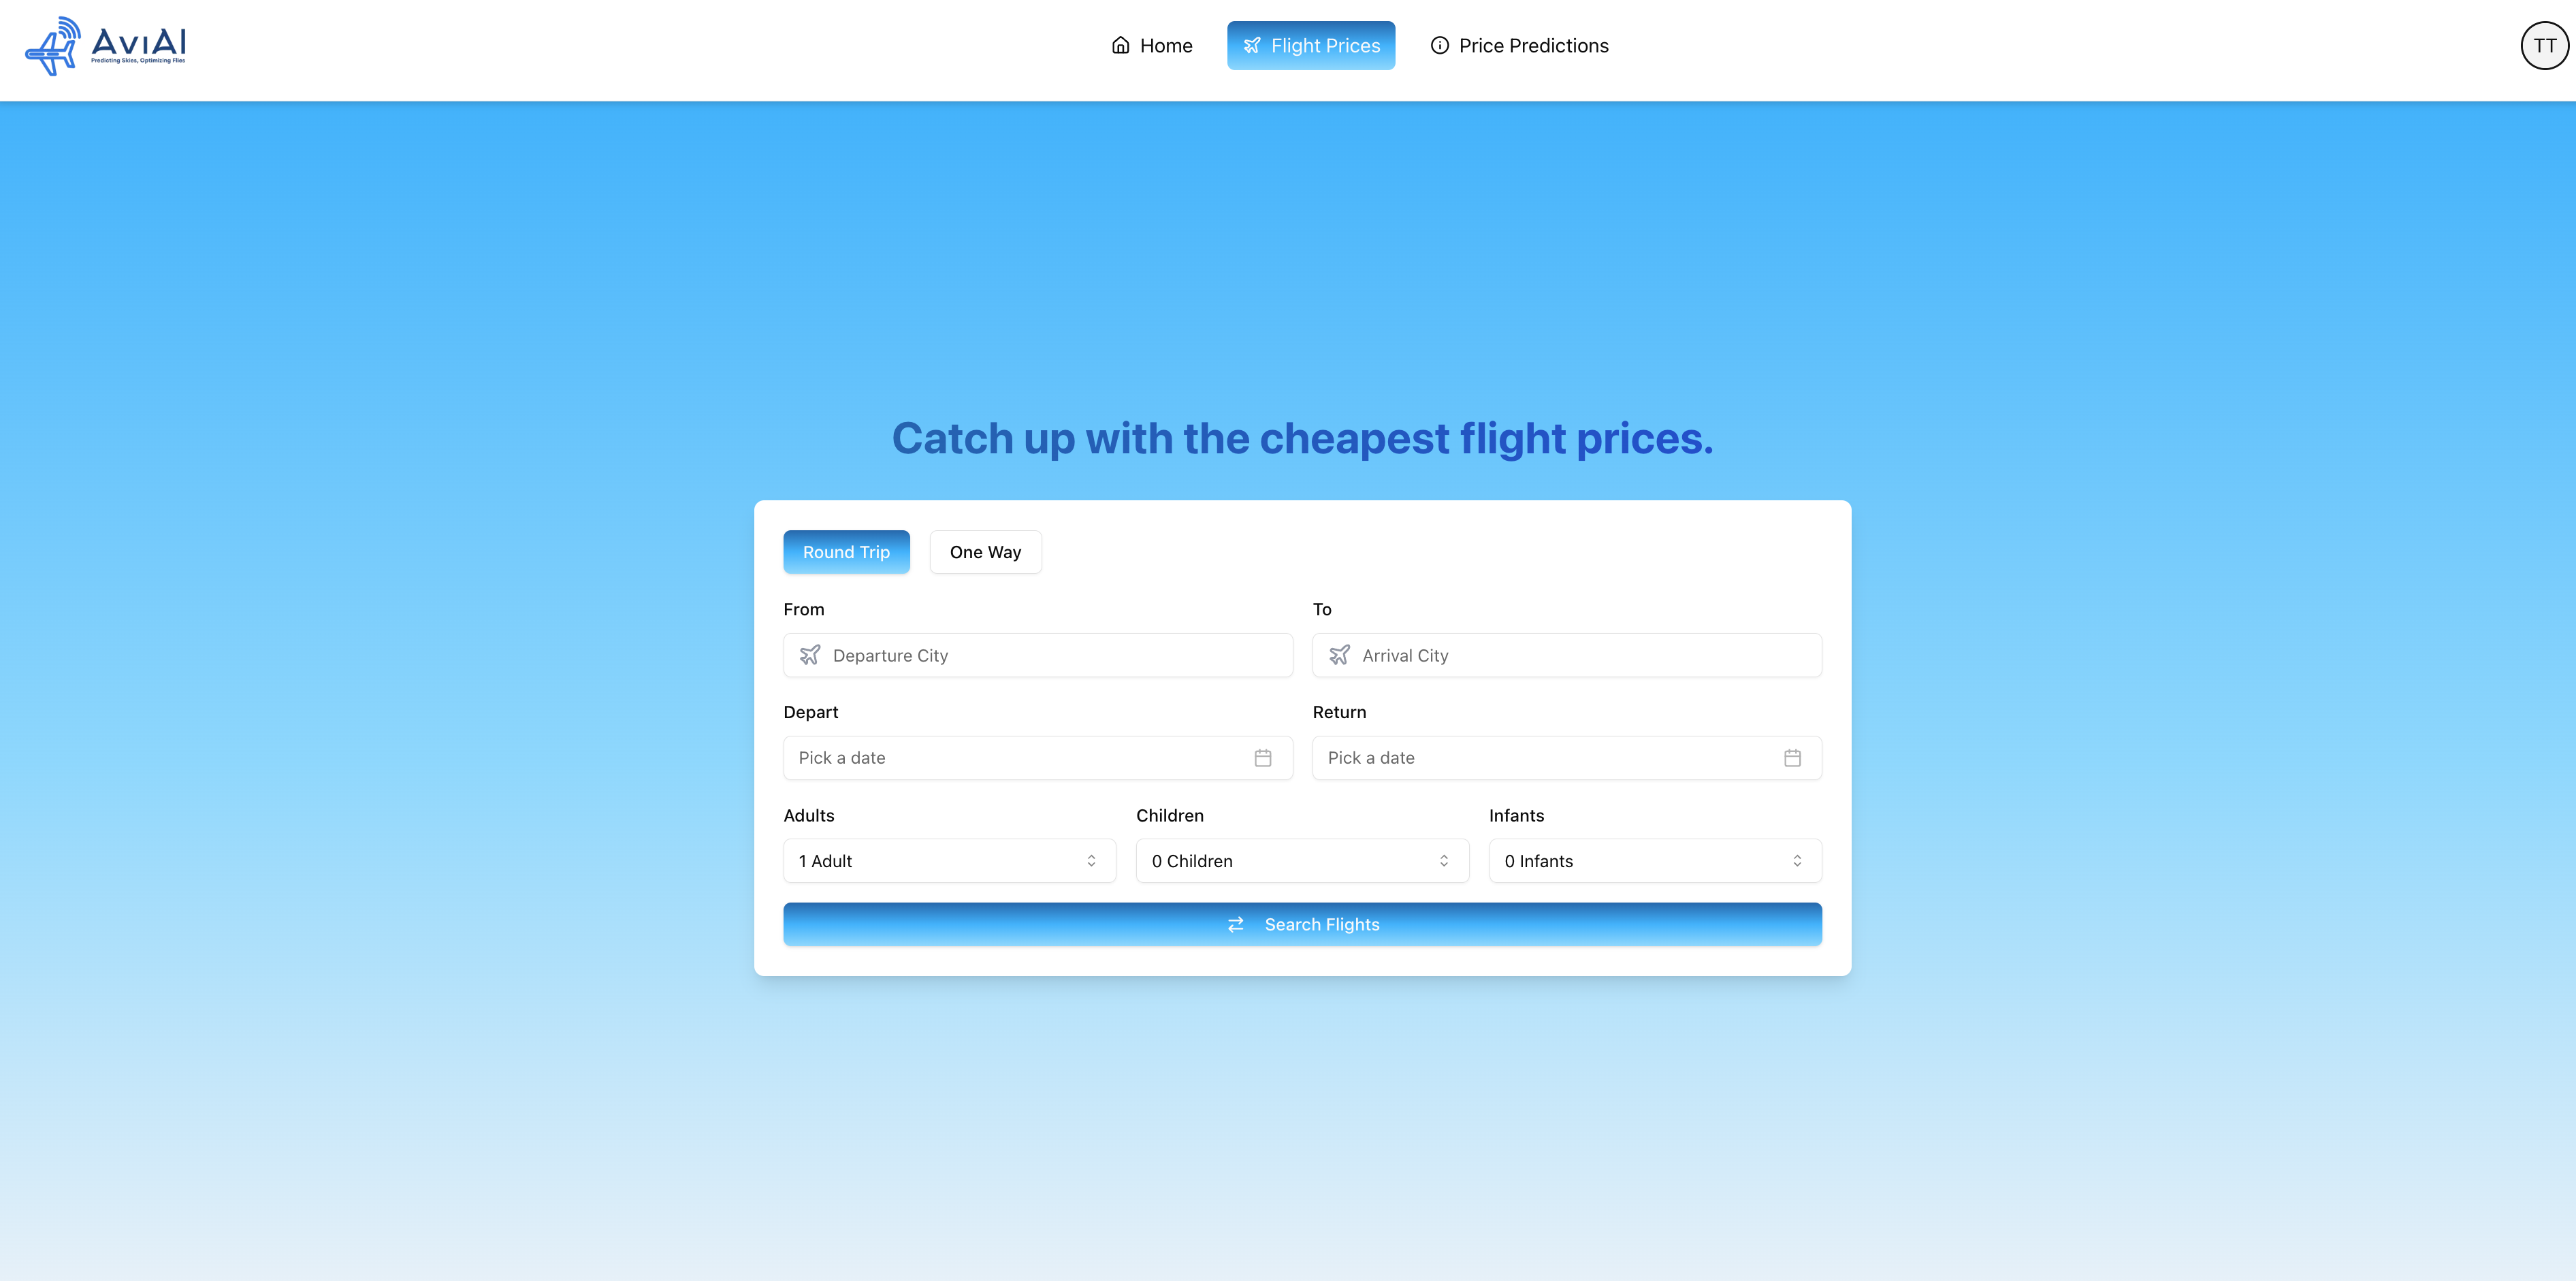 AviAI
Predicting Skies, Optimizing Flies
Home
Flight Prices
Price Predictions
TT
Catch up with the cheapest flight prices.
Round Trip
One Way
From
To
Departure City
Arrival City
Depart
Return
Pick a date
Pick a date
Adults
Children
Infants
1 Adult
0 Children
0 Infants
Search Flights